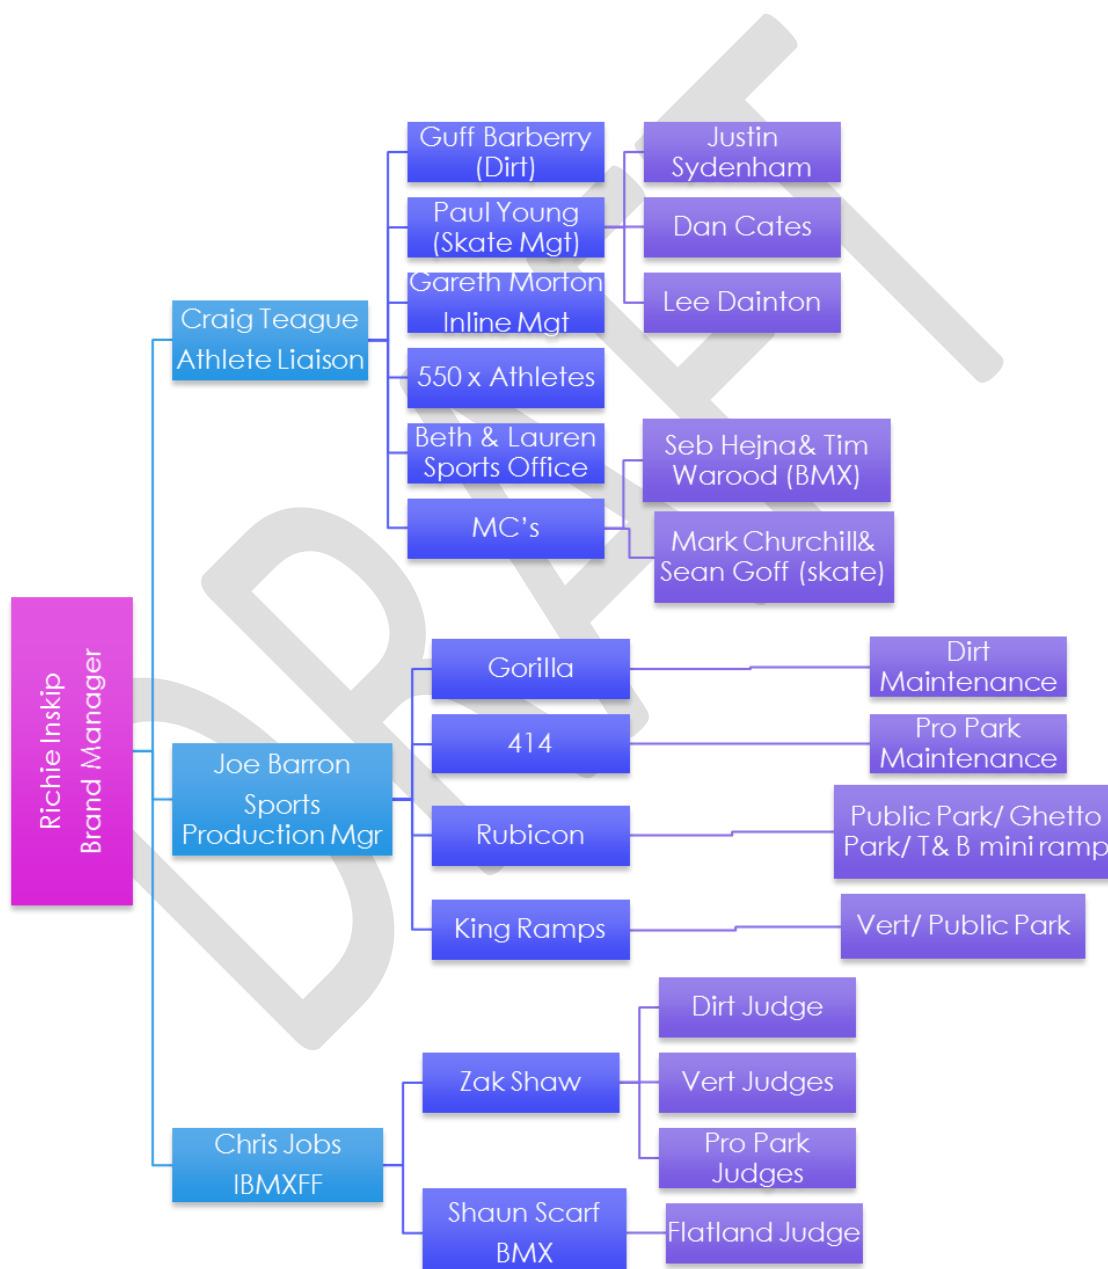 Guff Barberry
(Dirt)
Justin
Sydenham
Paul Young
(Skate Mgt)
Dan Cates
Gareth Morton
Inline Mgt
Lee Dainton
Craig Teague
Athlete Liaison
550 x Athletes
Beth & Lauren
Sports Office
Seb Hejna& Tim
Warood (BMX)
MC’s
Mark Churchill&
Sean Goff (skate)
Richie Inskip
Brand Manager
Gorilla
Dirt
Maintenance
414
Pro Park
Maintenance
Joe Barron
Sports
Production Mgr
Rubicon
Public Park/ Ghetto
Park/ T& B mini ramp
King Ramps
Vert/ Public Park
Dirt Judge
Zak Shaw
Vert Judges
Chris Jobs
IBMXFF
Pro Park
Judges
Shaun Scarf
BMX
Flatland Judge
DRAFT